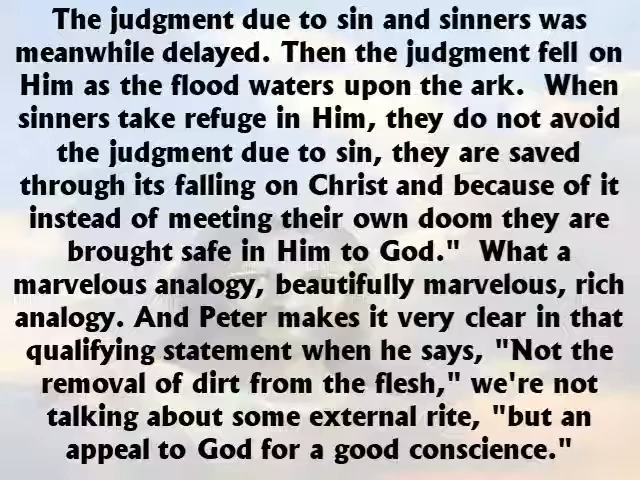 The judgment due to sin and sinners was
meanwhile delayed. Then the judgment fell on
Him as the flood waters upon the ark.  When
sinners take refuge in Him, they do not avoid
the judgment due to sin, they are saved
through its falling on Christ and because of it
instead of meeting their own doom they are
brought safe in Him to God."  What a
marvelous analogy, beautifully marvelous, rich
analogy. And Peter makes it very clear in that
qualifying statement when he says, "Not the
removal of dirt from the flesh," we're not
talking about some external rite, "but an
appeal to God for a good conscience."